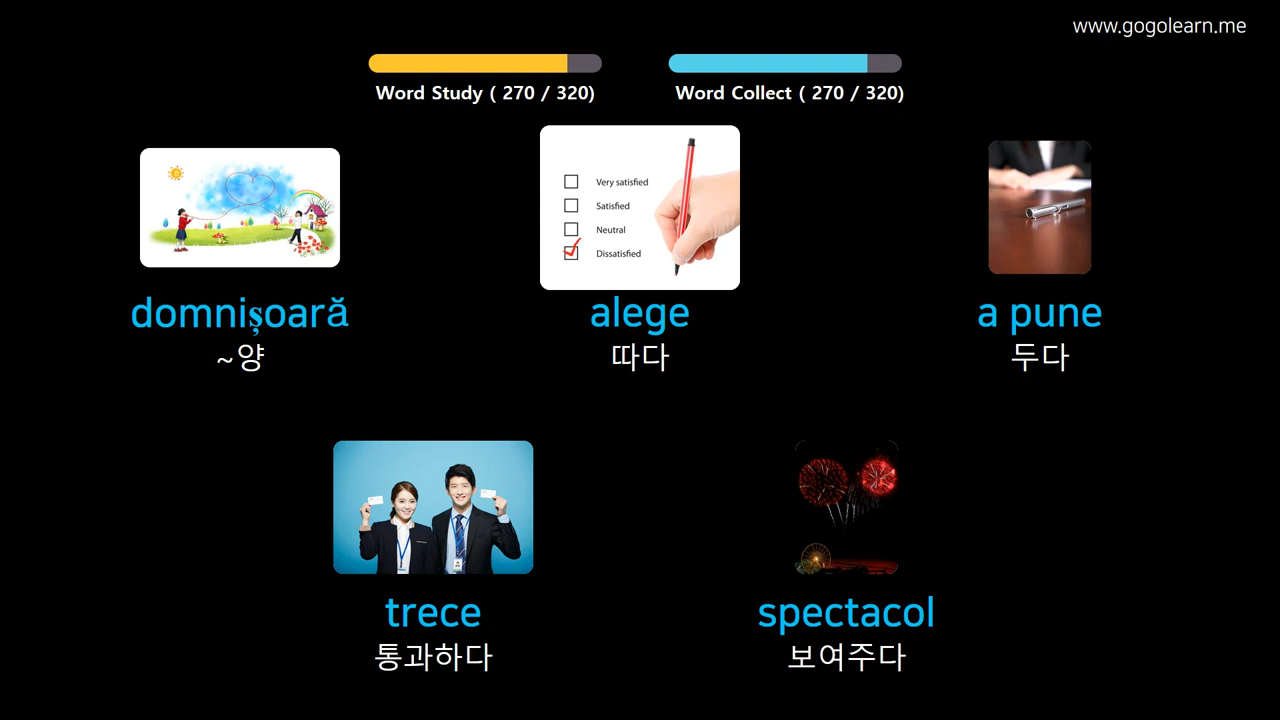 www.gogolearn.me
Word Study ( 270 / 320)
Word Collect ( 270 / 320)
Very satisfied
Satisfied
Neutral
Dissatisfied
domnișoară
~양
alege
따다
a pune
두다
trece
통과하다
spectacol
보여주다